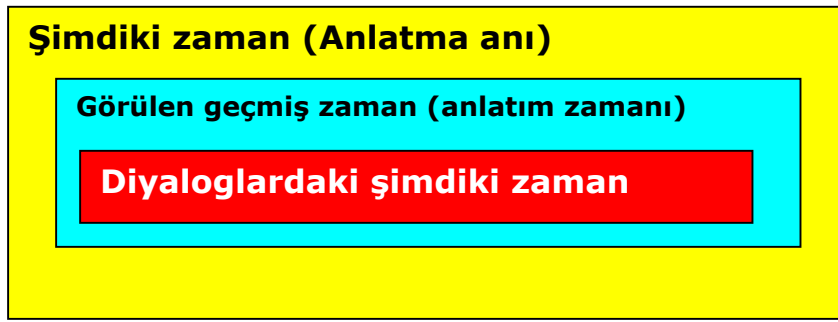 Şimdiki zaman (Anlatma anı)
Görülen geçmiş zaman (anlatım zamanı)
Diyaloglardaki şimdiki zaman